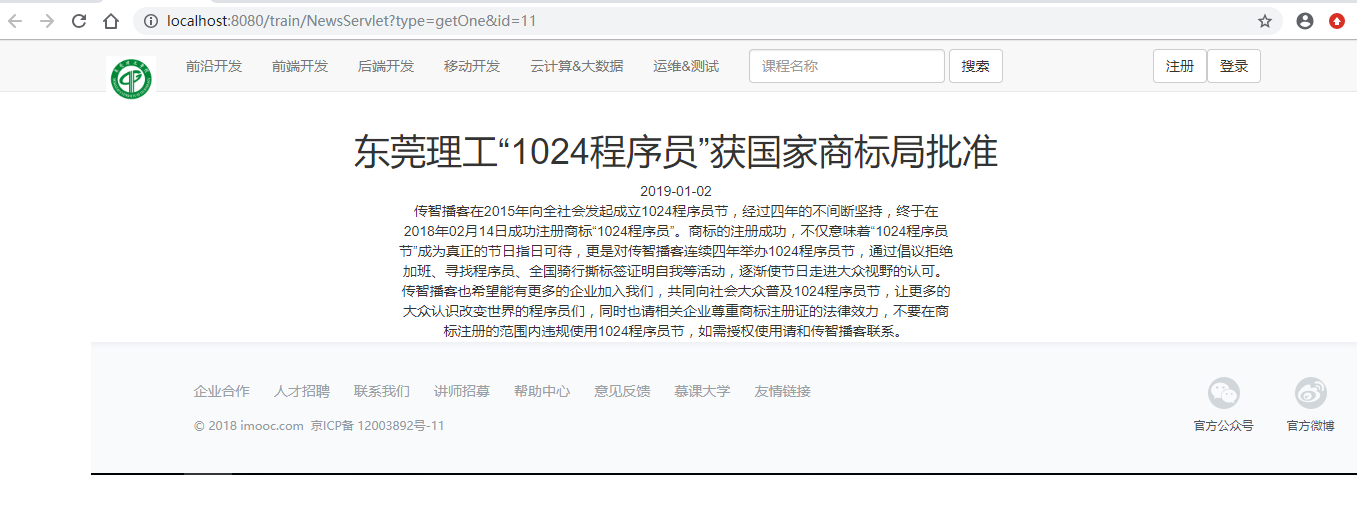 localhost:8080/train/NewsServlet?type=getOne&id=11
前沿开发 前端开发 后端开发 移动开发 云计算&大数据 运维&测试 课程名称 搜索 注册 登录
东莞理工“1024程序员”获国家商标局批准
2019-01-02
传智播客在2015年向全社会发起成立1024程序员节，经过四年的不间断坚持，终于在
2018年02月14日成功注册商标“1024程序员”。商标的注册成功，不仅意味着“1024程序员
节”成为真正的节日指日可待，更是对传智播客连续四年举办1024程序员节，通过倡议拒绝
加班、寻找程序员、全国骑行撕标签证明自我等活动，逐渐使节日走进大众视野的认可。
传智播客也希望能有更多的企业加入我们，共同向社会大众普及1024程序员节，让更多的
大众认识改变世界的程序员们，同时也请相关企业尊重商标注册证的法律效力，不要在商
标注册的范围内违规使用1024程序员节，如需授权使用请和传智播客联系。
企业合作 人才招聘 联系我们 讲师招募 帮助中心 意见反馈 慕课大学 友情链接
© 2018 imooc.com 京ICP备 12003892号-11
官方公众号 官方微博